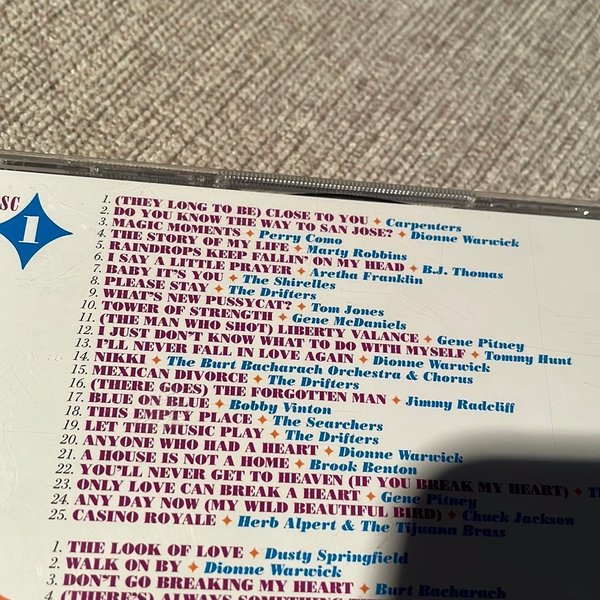 SC
1
1. (THEY LONG TO BE) CLOSE TO YOU ✦ Carpenters
2. DO YOU KNOW THE WAY TO SAN JOSE? ✦ Dionne Warwick
3. MAGIC MOMENTS ✦ Perry Como
4. THE STORY OF MY LIFE ✦ Marty Robbins
5. RAINDROPS KEEP FALLIN' ON MY HEAD ✦ B.J. Thomas
6. I SAY A LITTLE PRAYER ✦ Aretha Franklin
7. BABY IT'S YOU ✦ The Shirelles
8. PLEASE STAY ✦ The Drifters
9. WHAT'S NEW PUSSYCAT? ✦ Tom Jones
10. TOWER OF STRENGTH ✦ Gene McDaniels
11. (THE MAN WHO SHOT) LIBERTY VALANCE ✦ Gene Pitney
12. I JUST DON'T KNOW WHAT TO DO WITH MYSELF ✦ Tommy Hunt
13. I'LL NEVER FALL IN LOVE AGAIN ✦ Dionne Warwick
14. NIKKI ✦ The Burt Bacharach Orchestra & Chorus
15. MEXICAN DIVORCE ✦ The Drifters
16. (THERE GOES) THE FORGOTTEN MAN ✦ Jimmy Radcliff
17. BLUE ON BLUE ✦ Bobby Vinton
18. THIS EMPTY PLACE ✦ The Searchers
19. LET THE MUSIC PLAY ✦ The Drifters
20. ANYONE WHO HAD A HEART ✦ Dionne Warwick
21. A HOUSE IS NOT A HOME ✦ Brook Benton
22. YOU'LL NEVER GET TO HEAVEN (IF YOU BREAK MY HEART) ✦
23. ONLY LOVE CAN BREAK A HEART ✦ Gene Pitney
24. ANY DAY NOW (MY WILD BEAUTIFUL BIRD) ✦ Chuck Jackson
25. CASINO ROYALE ✦ Herb Alpert & The Tijuana Brass
1. THE LOOK OF LOVE ✦ Dusty Springfield
2. WALK ON BY ✦ Dionne Warwick
3. DON'T GO BREAKING MY HEART ✦ Burt Bacharach
4. (THERE'S) ALWAYS SOMETHING